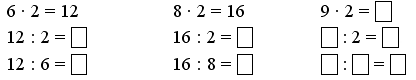 6 · 2 = 12 8 · 2 = 16 9 · 2 = □
12 : 2 = □ 16 : 2 = □ □ : 2 = □
12 : 6 = □ 16 : 8 = □ □ : □ = □